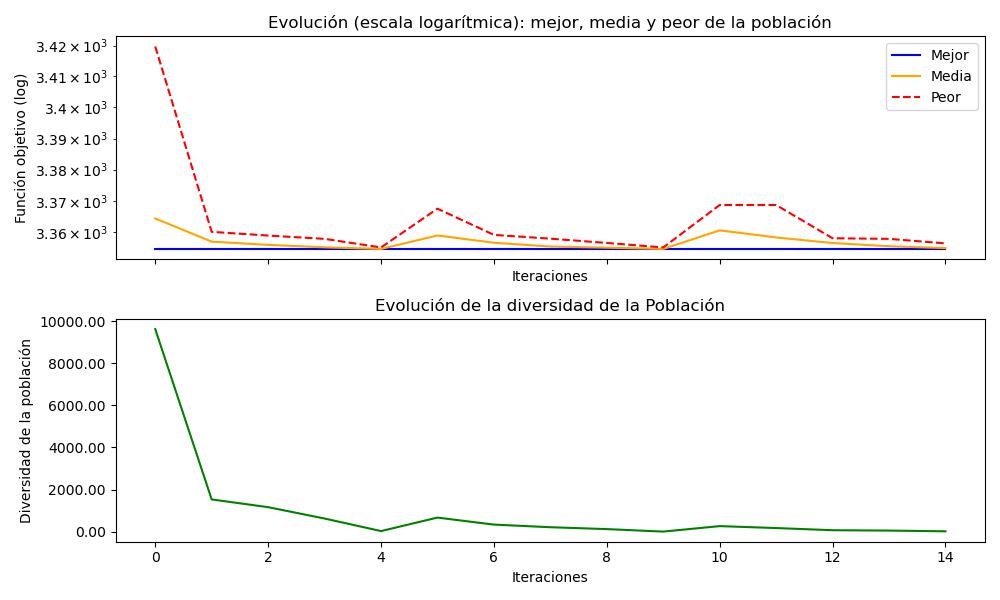 Evolución (escala logarítmica): mejor, media y peor de la población
Función objetivo (log)
3.42 × 10³
3.41 × 10³
3.4 × 10³
3.39 × 10³
3.38 × 10³
3.37 × 10³
3.36 × 10³
Mejor
Media
Peor
Iteraciones
Evolución de la diversidad de la Población
Diversidad de la población
10000.00
8000.00
6000.00
4000.00
2000.00
0.00
0 2 4 6 8 10 12 14
Iteraciones